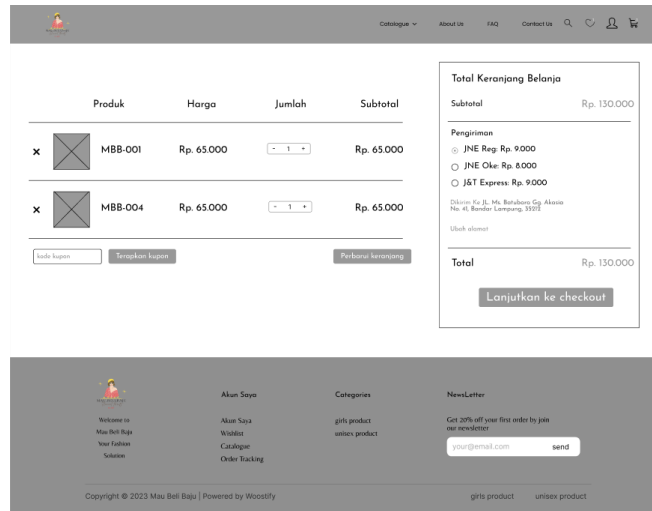 Catalogue About Us FAQ Contact Us
Total Keranjang Belanja
Produk Harga Jumlah Subtotal
Subtotal Rp. 130.000
Pengiriman
× MBB-001 Rp. 65.000 - 1 + Rp. 65.000
JNE Reg: Rp. 9.000
JNE Oke: Rp. 8.000
J&T Express: Rp. 9.000
× MBB-004 Rp. 65.000 - 1 + Rp. 65.000
Dikirim Ke JL. Ms. Batubara Gg. Akasia
No. 41, Bandar Lampung, 35212
Ubah alamat
kode kupon Terapkan kupon Perbarui keranjang
Total Rp. 130.000
Lanjutkan ke checkout
Akun Saya Categories NewsLetter
Welcome to
Mau Beli Baju
Your Fashion
Solution
Akun Saya
Wishlist
Catalogue
Order Tracking
girls product
unisex product
Get 20% off your first order by join
our newsletter
your@email.com send
Copyright © 2023 Mau Beli Baju | Powered by Woostify girls product unisex product